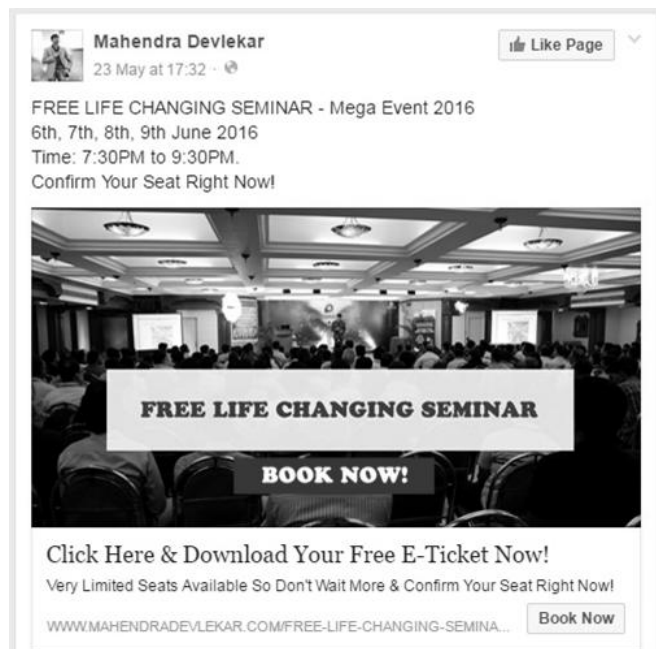 Mahendra Devlekar
Like Page
23 May at 17:32 ·
FREE LIFE CHANGING SEMINAR - Mega Event 2016
6th, 7th, 8th, 9th June 2016
Time: 7:30PM to 9:30PM.
Confirm Your Seat Right Now!
FREE LIFE CHANGING SEMINAR
BOOK NOW!
Click Here & Download Your Free E-Ticket Now!
Very Limited Seats Available So Don't Wait More & Confirm Your Seat Right Now!
WWW.MAHENDRADEVLEKAR.COM/FREE-LIFE-CHANGING-SEMINA...
Book Now